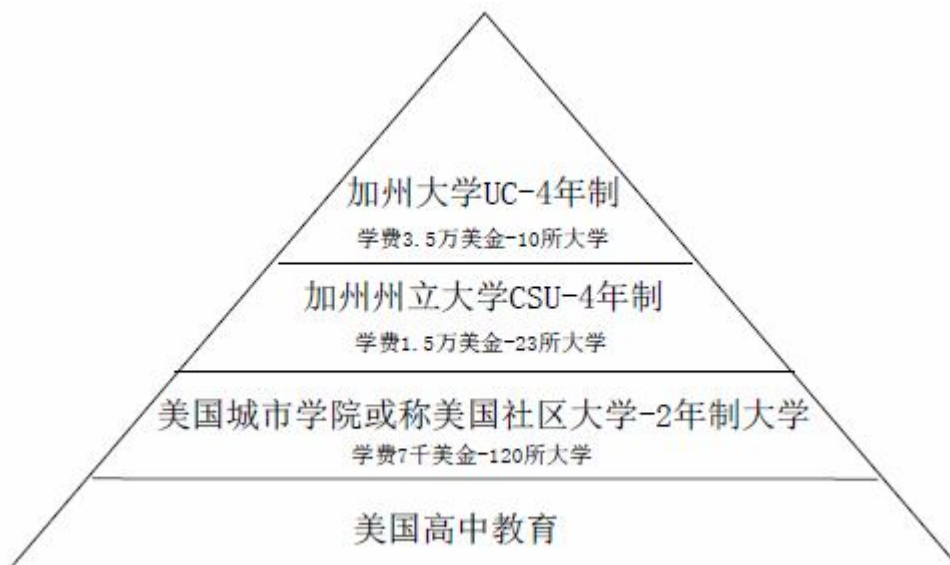 加州大学UC-4年制
学费3.5万美金-10所大学
加州州立大学CSU-4年制
学费1.5万美金-23所大学
美国城市学院或称美国社区大学-2年制大学
学费7千美金-120所大学
美国高中教育